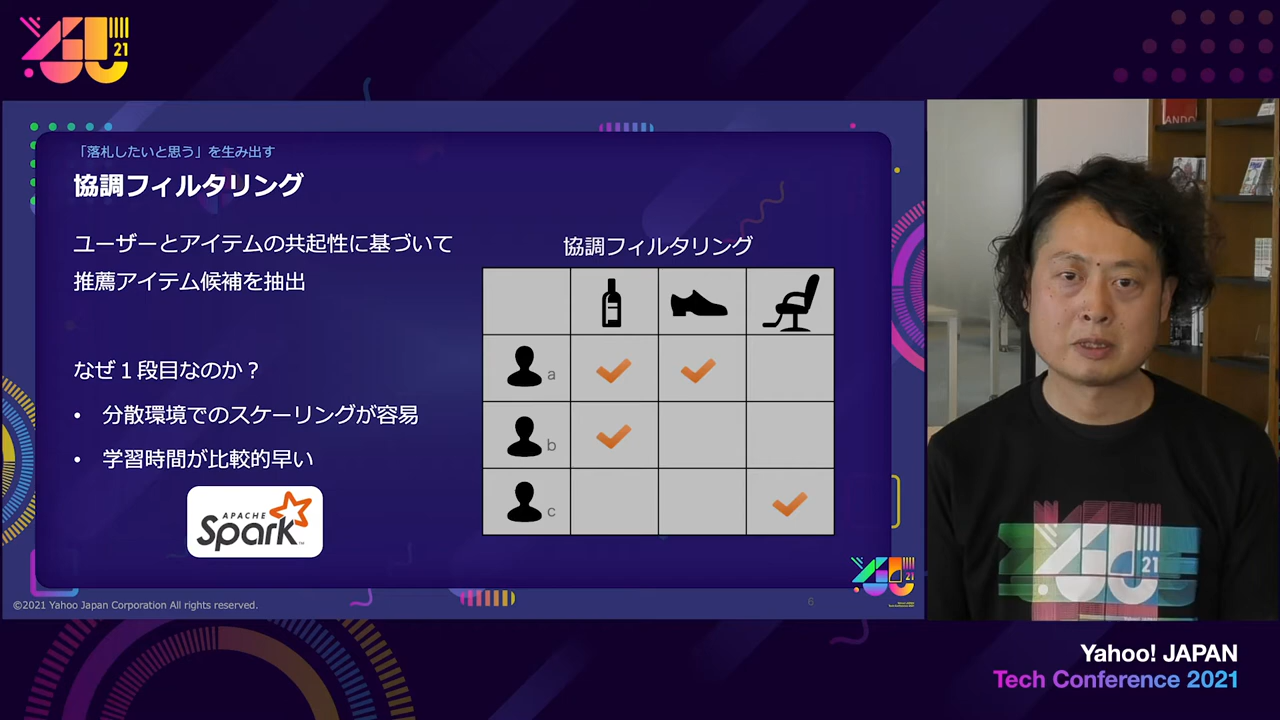 21
「落札したいと思う」を生み出す
協調フィルタリング
ユーザーとアイテムの共起性に基づいて
推薦アイテム候補を抽出
なぜ１段目なのか？
• 分散環境でのスケーリングが容易
• 学習時間が比較的早い
APACHE
Spark
協調フィルタリング
a
b
c
21
©2021 Yahoo Japan Corporation All rights reserved.
6
ANDO
21
Yahoo! JAPAN
Tech Conference 2021